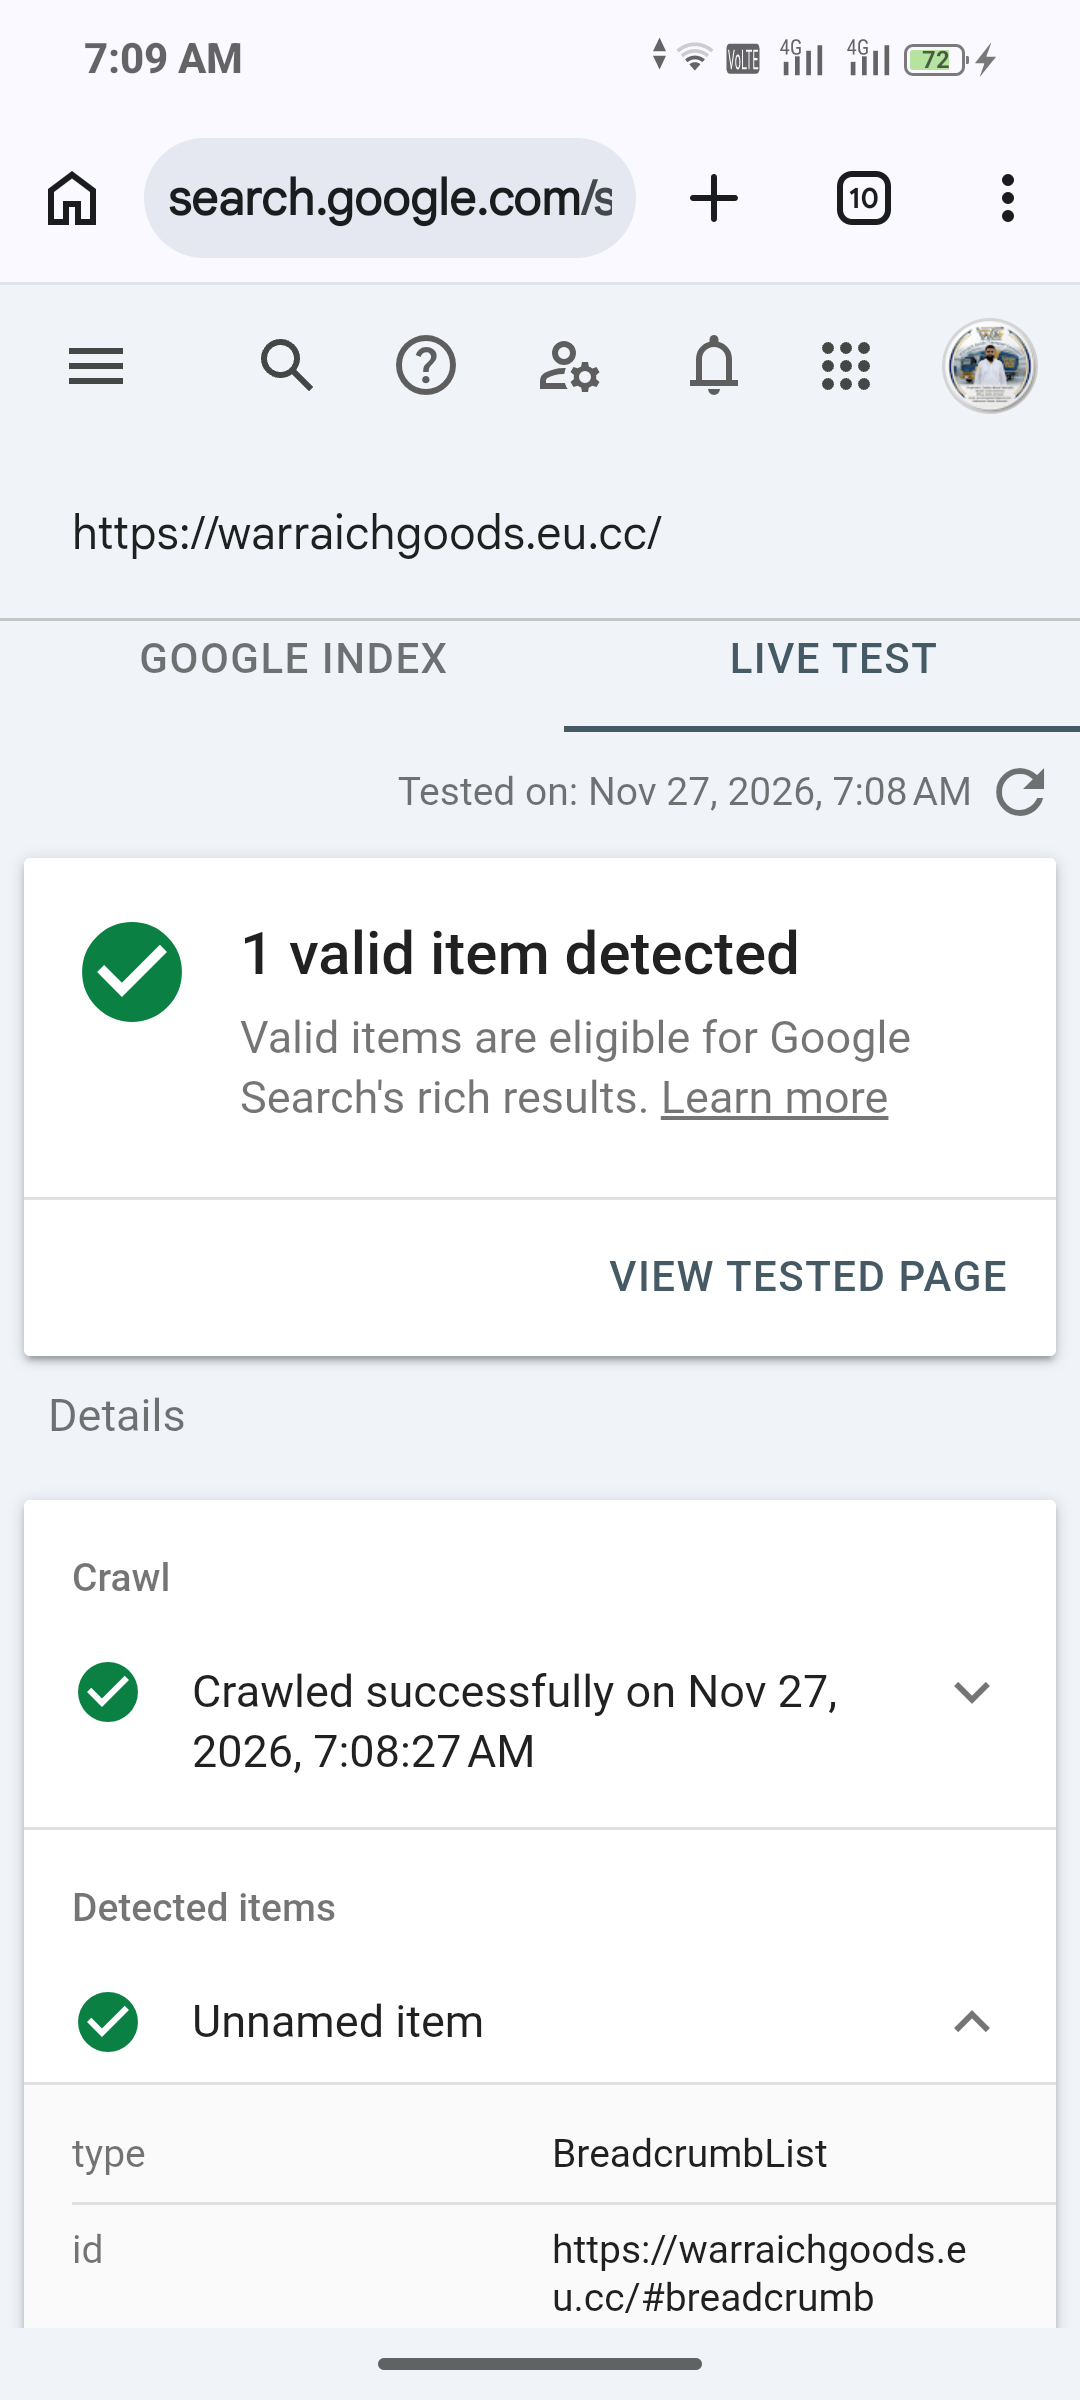 7:09 AM
VoLTE 4G 4G 72
search.google.com/s
10
https://warraichgoods.eu.cc/
GOOGLE INDEX
LIVE TEST
Tested on: Nov 27, 2026, 7:08 AM
1 valid item detected
Valid items are eligible for Google
Search's rich results. Learn more
VIEW TESTED PAGE
Details
Crawl
Crawled successfully on Nov 27,
2026, 7:08:27 AM
Detected items
Unnamed item
type BreadcrumbList
id https://warraichgoods.e
u.cc/#breadcrumb